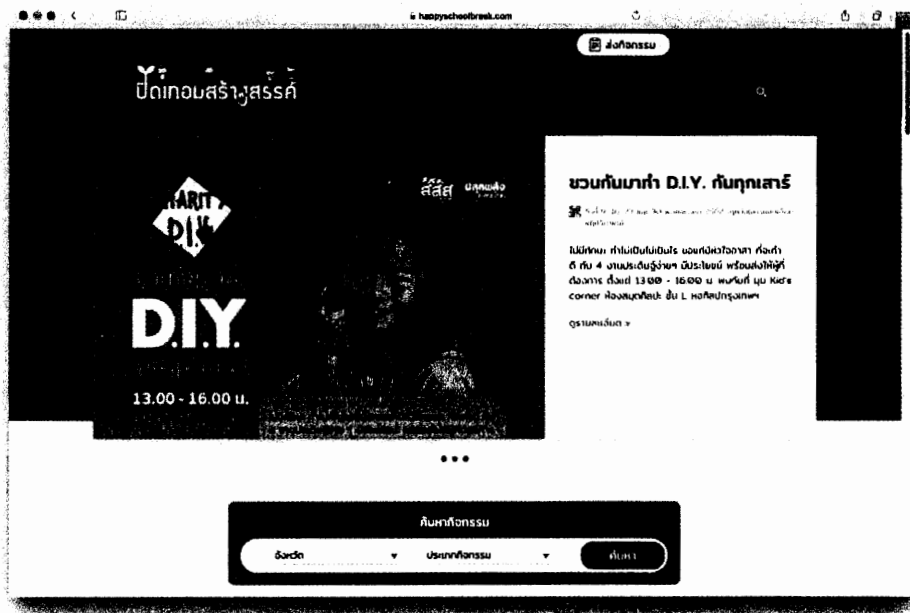 happyschoolbreak.com
ส่งกิจกรรม
ปิดเทอมสร้างสรรค์
D.I.Y.
สสส
D.I.Y.
13.00 - 16.00 น.
ชวนกันมาทำ D.I.Y. กันทุกเสาร์
ไม่มีทักษะ ทำไม่เป็นไม่เป็นไร ขอแค่มีหัวใจอาสา ที่จะทำ
ดี กับ 4 งานประดิษฐ์ง่ายๆ มีประโยชน์ พร้อมส่งให้ผู้ที่
ต้องการ ตั้งแต่ 13.00 - 16.00 น. พบกันที่ มุม Kid's
corner ห้องสมุดศิลปะ ชั้น L หอศิลปกรุงเทพฯ
ดูรายละเอียด »
ค้นหากิจกรรม
จังหวัด
ประเภทกิจกรรม
ค้นหา